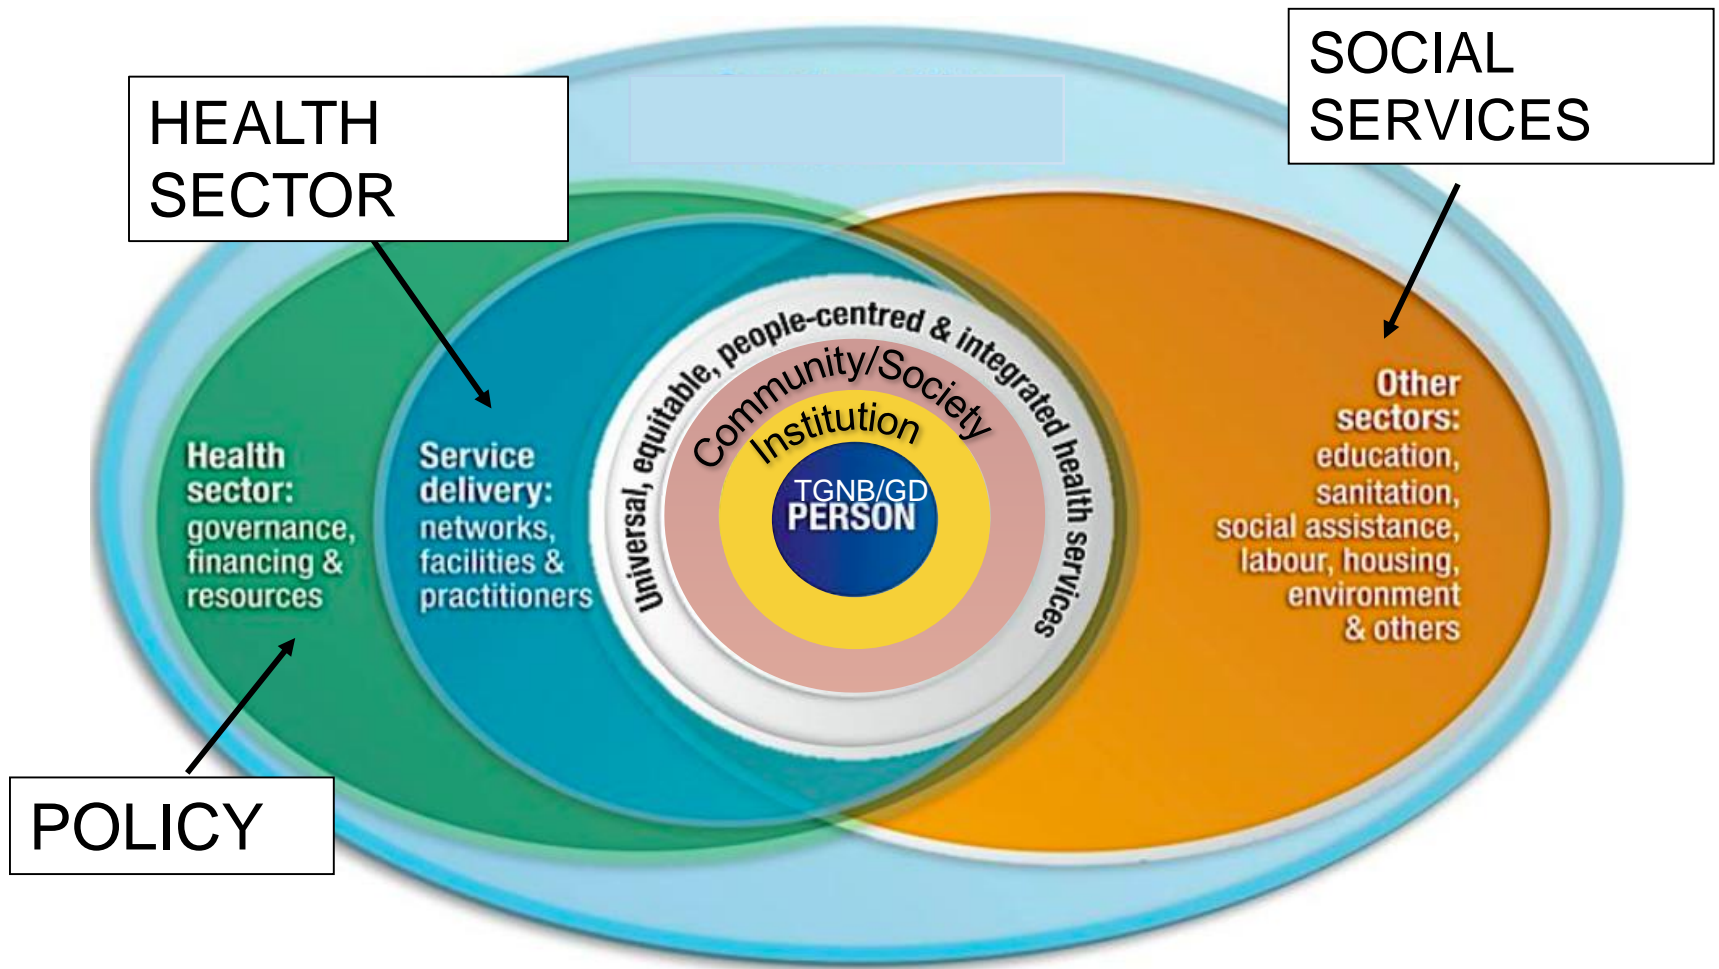 SOCIAL
SERVICES
HEALTH
SECTOR
Universal, equitable, people-centred & integrated health services
Community/Society
Institution
TGNB/GD
PERSON
Health
sector:
governance,
financing &
resources
Service
delivery:
networks,
facilities &
practitioners
Other
sectors:
education,
sanitation,
social assistance,
labour, housing,
environment
& others
POLICY